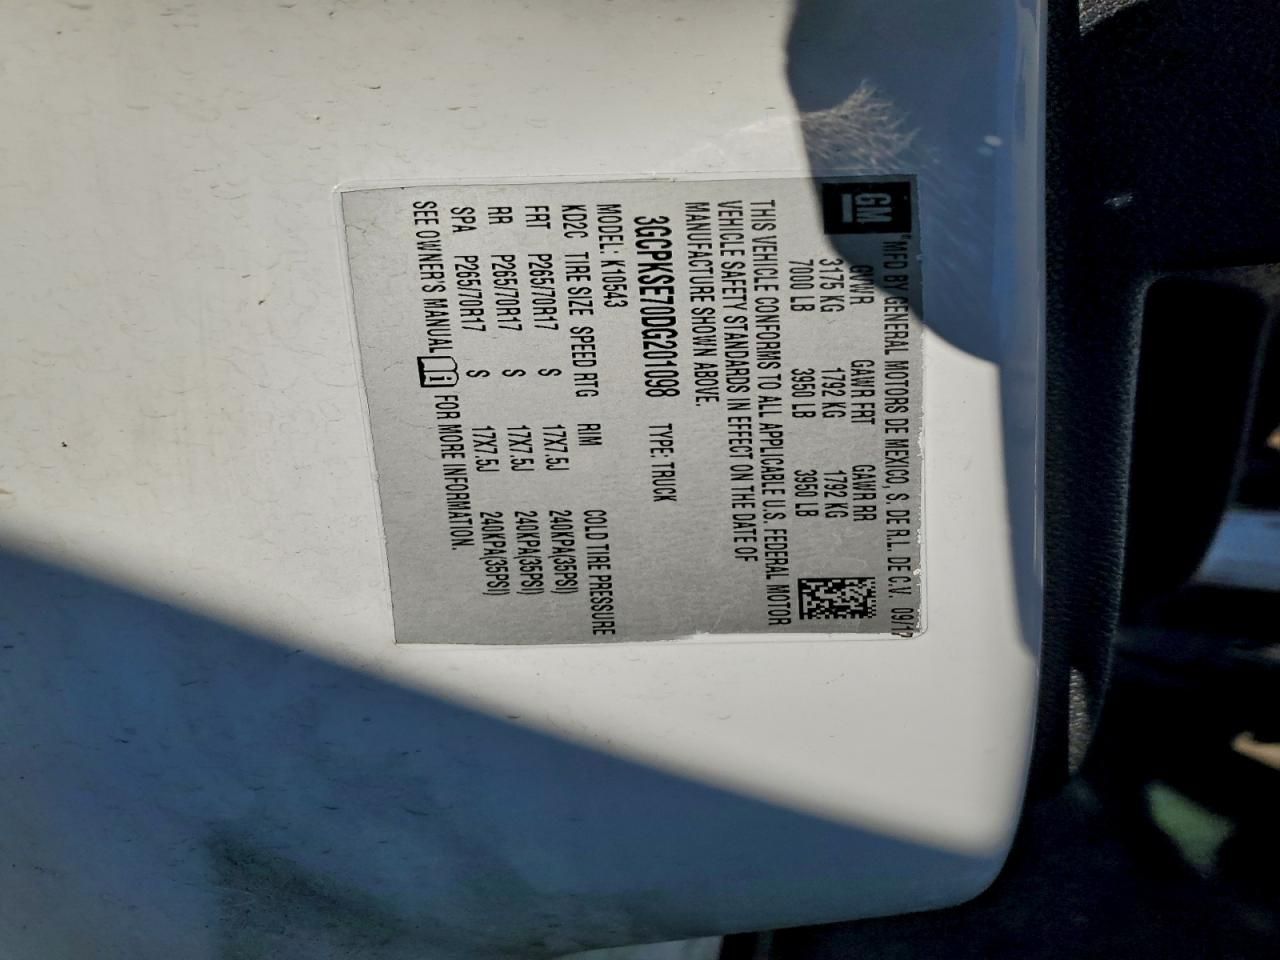 GM
"MFD BY GENERAL MOTORS DE MEXICO, S. DE R.L. DE C.V.
GVWR GAWR FRT GAWR RR
3175 KG 1792 KG 1792 KG
7000 LB 3950 LB 3950 LB
THIS VEHICLE CONFORMS TO ALL APPLICABLE U.S. FEDERAL MOTOR
VEHICLE SAFETY STANDARDS IN EFFECT ON THE DATE OF
MANUFACTURE SHOWN ABOVE.
3GCPKSE70DG201098 TYPE: TRUCK
MODEL: K10543
KD2C TIRE SIZE SPEED RTG RIM COLD TIRE PRESSURE
FRT P265/70R17 S 17X7.5J 240KPA(35PSI)
RR P265/70R17 S 17X7.5J 240KPA(35PSI)
SPA P265/70R17 S 17X7.5J 240KPA(35PSI)
SEE OWNER'S MANUAL FOR MORE INFORMATION.